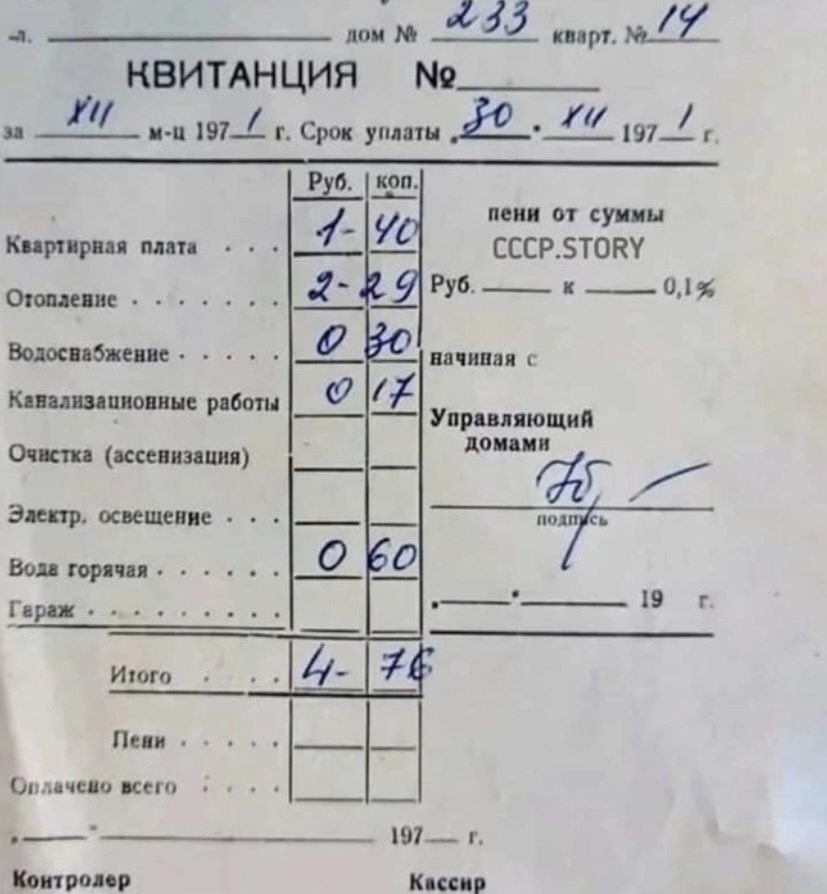 -л. дом № 233 кварт. № 14
КВИТАНЦИЯ №
за XII м-ц 1971 г. Срок уплаты „30" XII 1971 г.
Руб. коп.
Квартирная плата . . . 1- 40
Отопление . . . . . . . 2- 29
Водоснабжение . . . . 0 30
Канализационные работы 0 17
Очистка (ассенизация)
Электр. освещение . . .
Вода горячая . . . . . . 0 60
Гараж . . . . . . . . .
Итого . . . . 4- 76
Пени . . . . .
Оплачено всего . . . .
„ " 197 г.
Контролер Кассир
пени от суммы
CCCP.STORY
Руб. к 0,1%
начиная с
Управляющий
домами
подпись
„ " 19 г.